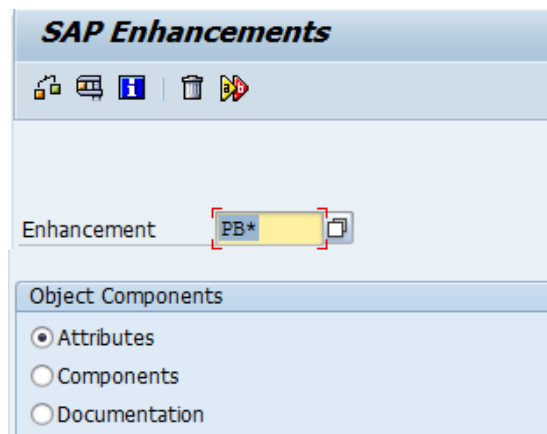 SAP Enhancements
Enhancement PB*
Object Components
Attributes
Components
Documentation